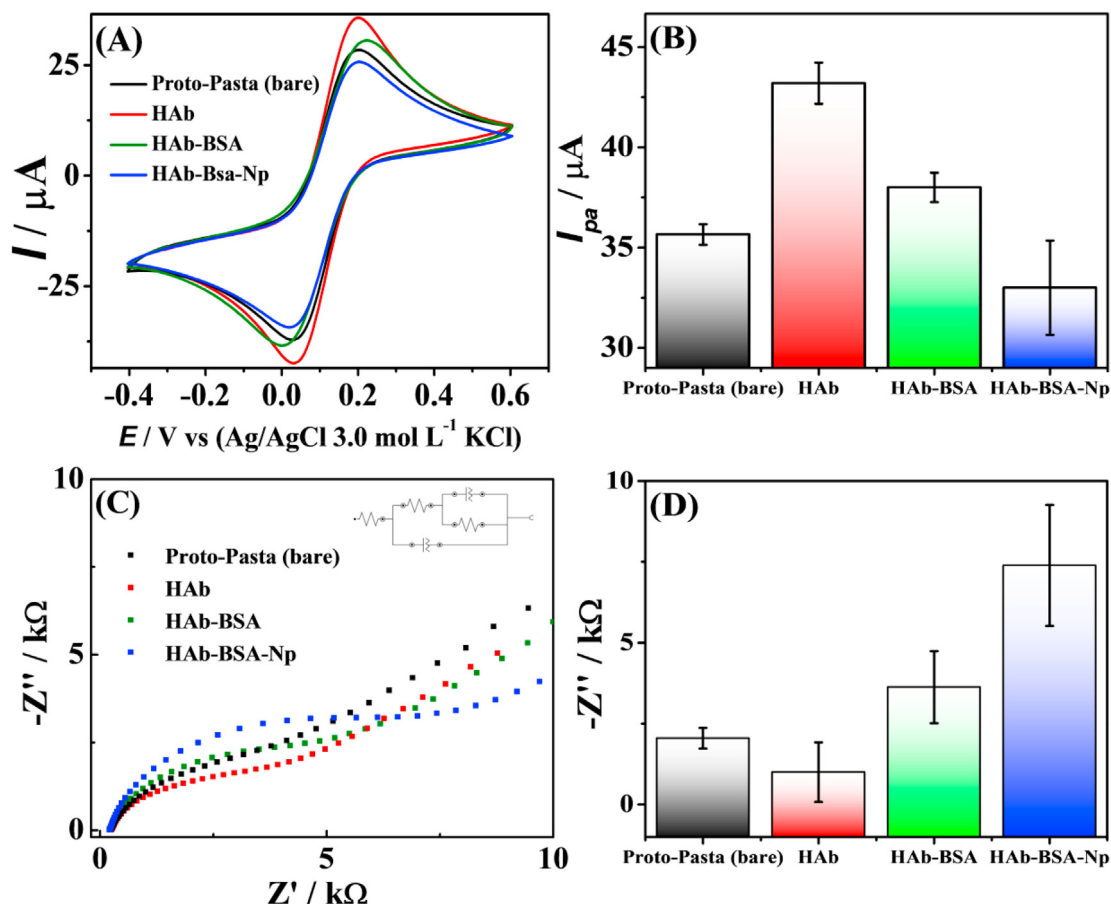 (A)
Proto-Pasta (bare)
HAb
HAb-BSA
HAb-Bsa-Np
25
0
-25
I / μA
-0.4 -0.2 0.0 0.2 0.4 0.6
E / V vs (Ag/AgCl 3.0 mol L⁻¹ KCl)
(B)
45
40
35
30
Ipa / μA
Proto-Pasta (bare) HAb HAb-BSA HAb-BSA-Np
(C)
Proto-Pasta (bare)
HAb
HAb-BSA
HAb-BSA-Np
10
5
0
-Z'' / kΩ
0 5 10
Z' / kΩ
(D)
10
5
0
-Z'' / kΩ
Proto-Pasta (bare) HAb HAb-BSA HAb-BSA-Np